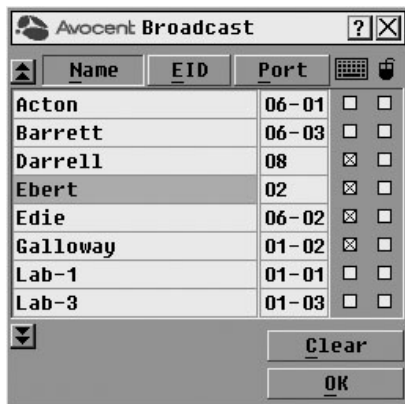 Avocent Broadcast ? X
Name EID Port
Acton 06-01
Barrett 06-03
Darrell 08
Ebert 02
Edie 06-02
Galloway 01-02
Lab-1 01-01
Lab-3 01-03
Clear
OK